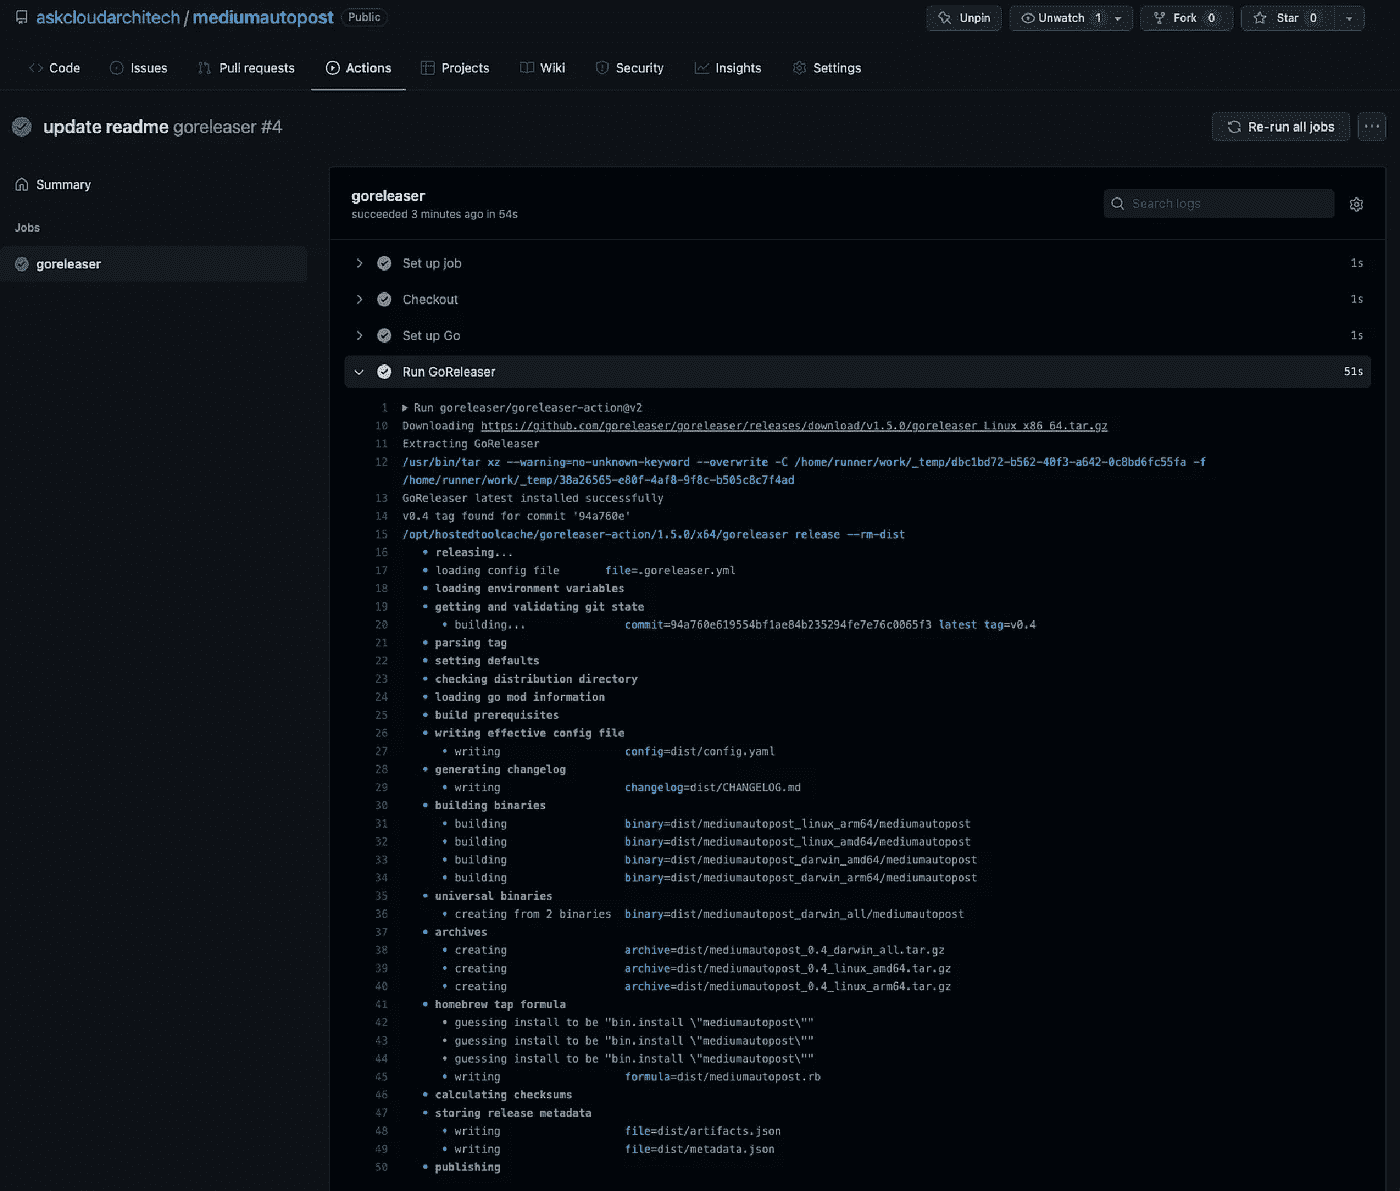 askcloudarchitech / mediumautopost Public
Unpin Unwatch 1 Fork 0 Star 0
Code Issues Pull requests Actions Projects Wiki Security Insights Settings
update readme goreleaser #4
Re-run all jobs
Summary
Jobs
goreleaser
goreleaser
succeeded 3 minutes ago in 54s
Search logs
Set up job 1s
Checkout 1s
Set up Go 1s
Run GoReleaser 51s
1 Run goreleaser/goreleaser-action@v2
10 Downloading https://github.com/goreleaser/goreleaser/releases/download/v1.5.0/goreleaser_Linux_x86_64.tar.gz
11 Extracting GoReleaser
12 /usr/bin/tar xz --warning=no-unknown-keyword --overwrite -C /home/runner/work/_temp/dbc1bd72-b562-40f3-a642-0c8bd6fc55fa -f
/home/runner/work/_temp/38a26565-e80f-4af8-9f8c-b505c8c7f4ad
13 GoReleaser latest installed successfully
14 v0.4 tag found for commit '94a760e'
15 /opt/hostedtoolcache/goreleaser-action/1.5.0/x64/goreleaser release --rm-dist
16 • releasing...
17 • loading config file file=.goreleaser.yml
18 • loading environment variables
19 • getting and validating git state
20 • building... commit=94a760e619554bf1ae84b235294fe7e76c0065f3 latest tag=v0.4
21 • parsing tag
22 • setting defaults
23 • checking distribution directory
24 • loading go mod information
25 • build prerequisites
26 • writing effective config file
27 • writing config=dist/config.yaml
28 • generating changelog
29 • writing changelog=dist/CHANGELOG.md
30 • building binaries
31 • building binary=dist/mediumautopost_linux_arm64/mediumautopost
32 • building binary=dist/mediumautopost_linux_amd64/mediumautopost
33 • building binary=dist/mediumautopost_darwin_amd64/mediumautopost
34 • building binary=dist/mediumautopost_darwin_arm64/mediumautopost
35 • universal binaries
36 • creating from 2 binaries binary=dist/mediumautopost_darwin_all/mediumautopost
37 • archives
38 • creating archive=dist/mediumautopost_0.4_darwin_all.tar.gz
39 • creating archive=dist/mediumautopost_0.4_linux_amd64.tar.gz
40 • creating archive=dist/mediumautopost_0.4_linux_arm64.tar.gz
41 • homebrew tap formula
42 • guessing install to be "bin.install \"mediumautopost\""
43 • guessing install to be "bin.install \"mediumautopost\""
44 • guessing install to be "bin.install \"mediumautopost\""
45 • writing formula=dist/mediumautopost.rb
46 • calculating checksums
47 • storing release metadata
48 • writing file=dist/artifacts.json
49 • writing file=dist/metadata.json
50 • publishing